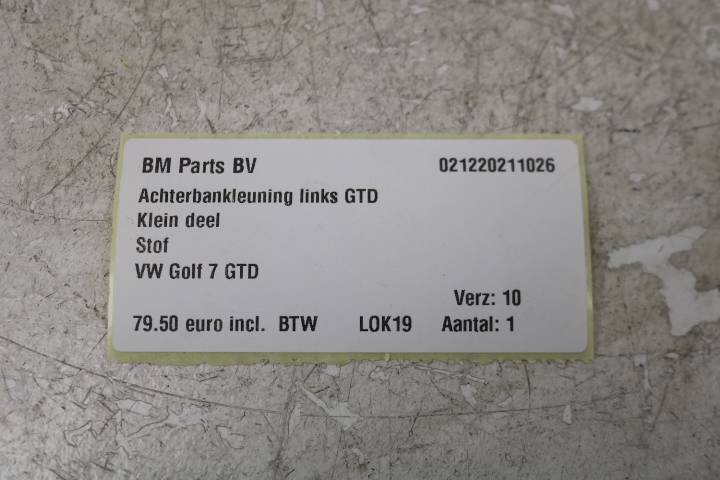 BM Parts BV 021220211026
Achterbankleuning links GTD
Klein deel
Stof
VW Golf 7 GTD
Verz: 10
79.50 euro incl. BTW LOK19 Aantal: 1